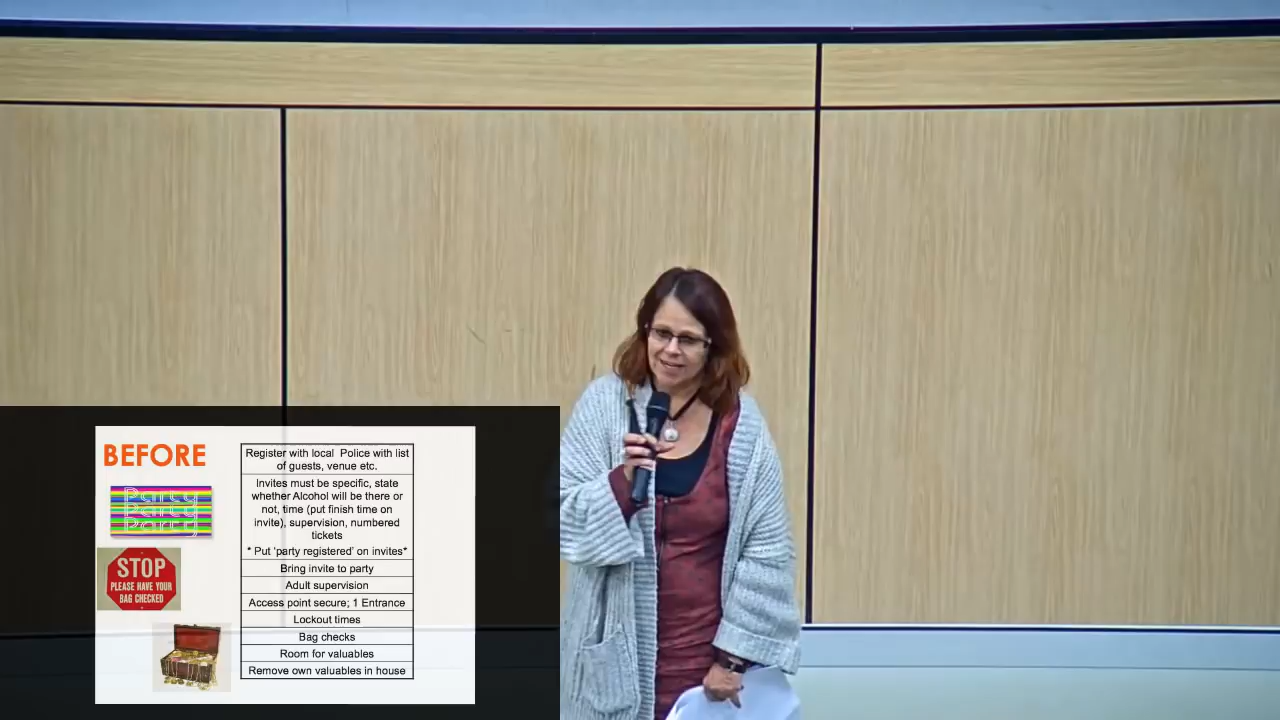 BEFORE
Party
Party
Party
STOP
PLEASE HAVE YOUR
BAG CHECKED
Register with local Police with list
of guests, venue etc.
Invites must be specific, state
whether Alcohol will be there or
not, time (put finish time on
invite), supervision, numbered
tickets
* Put 'party registered' on invites*
Bring invite to party
Adult supervision
Access point secure; 1 Entrance
Lockout times
Bag checks
Room for valuables
Remove own valuables in house